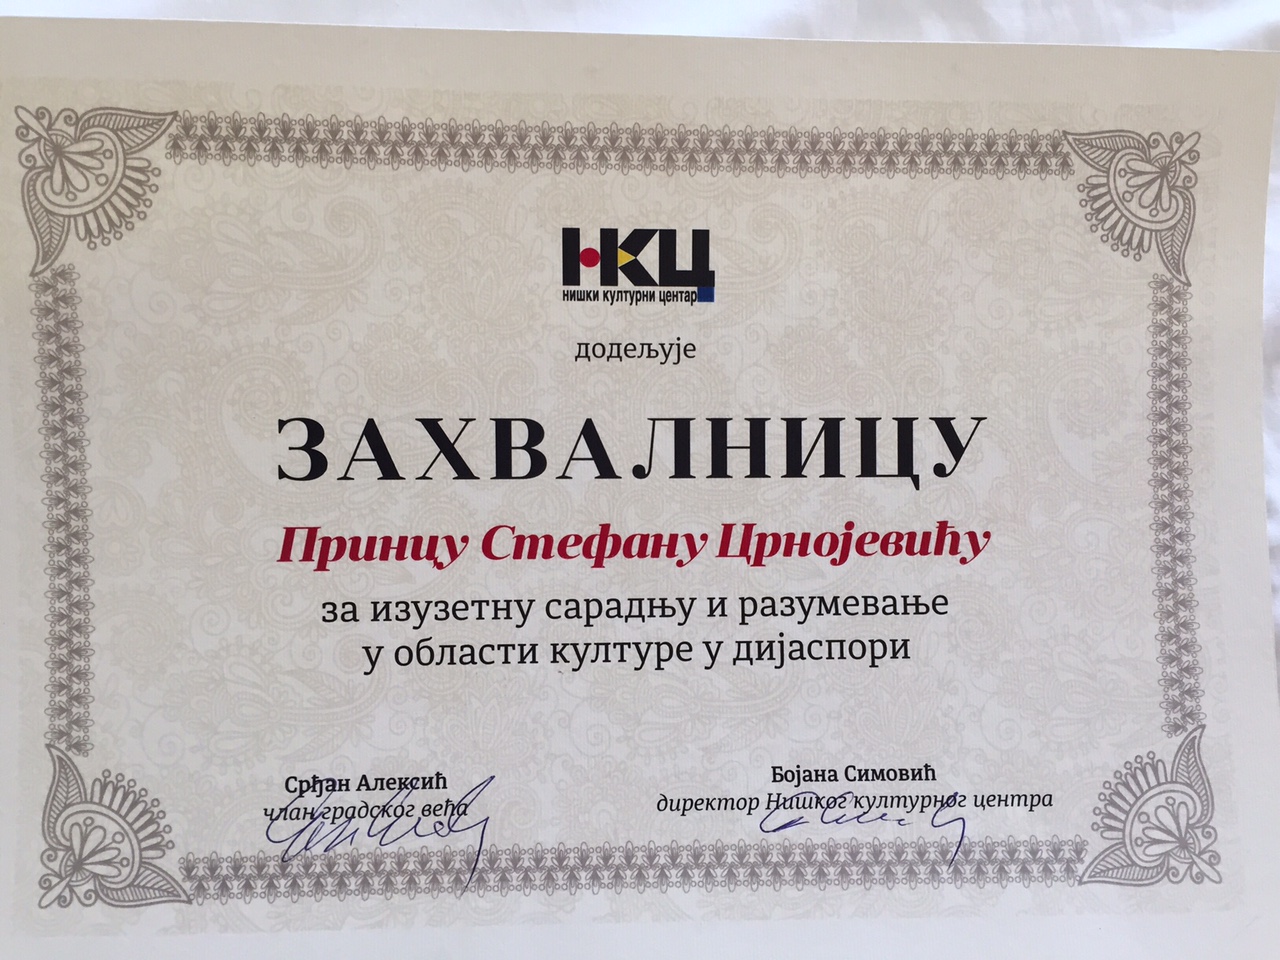 НКЦ
нишки културни центар
додељује
ЗАХВАЛНИЦУ
Принцу Стефану Црнојевићу
за изузетну сарадњу и разумевање
у области културе у дијаспори
Срђан Алексић
члан градског већа
Бојана Симовић
директор Нишког културног центра